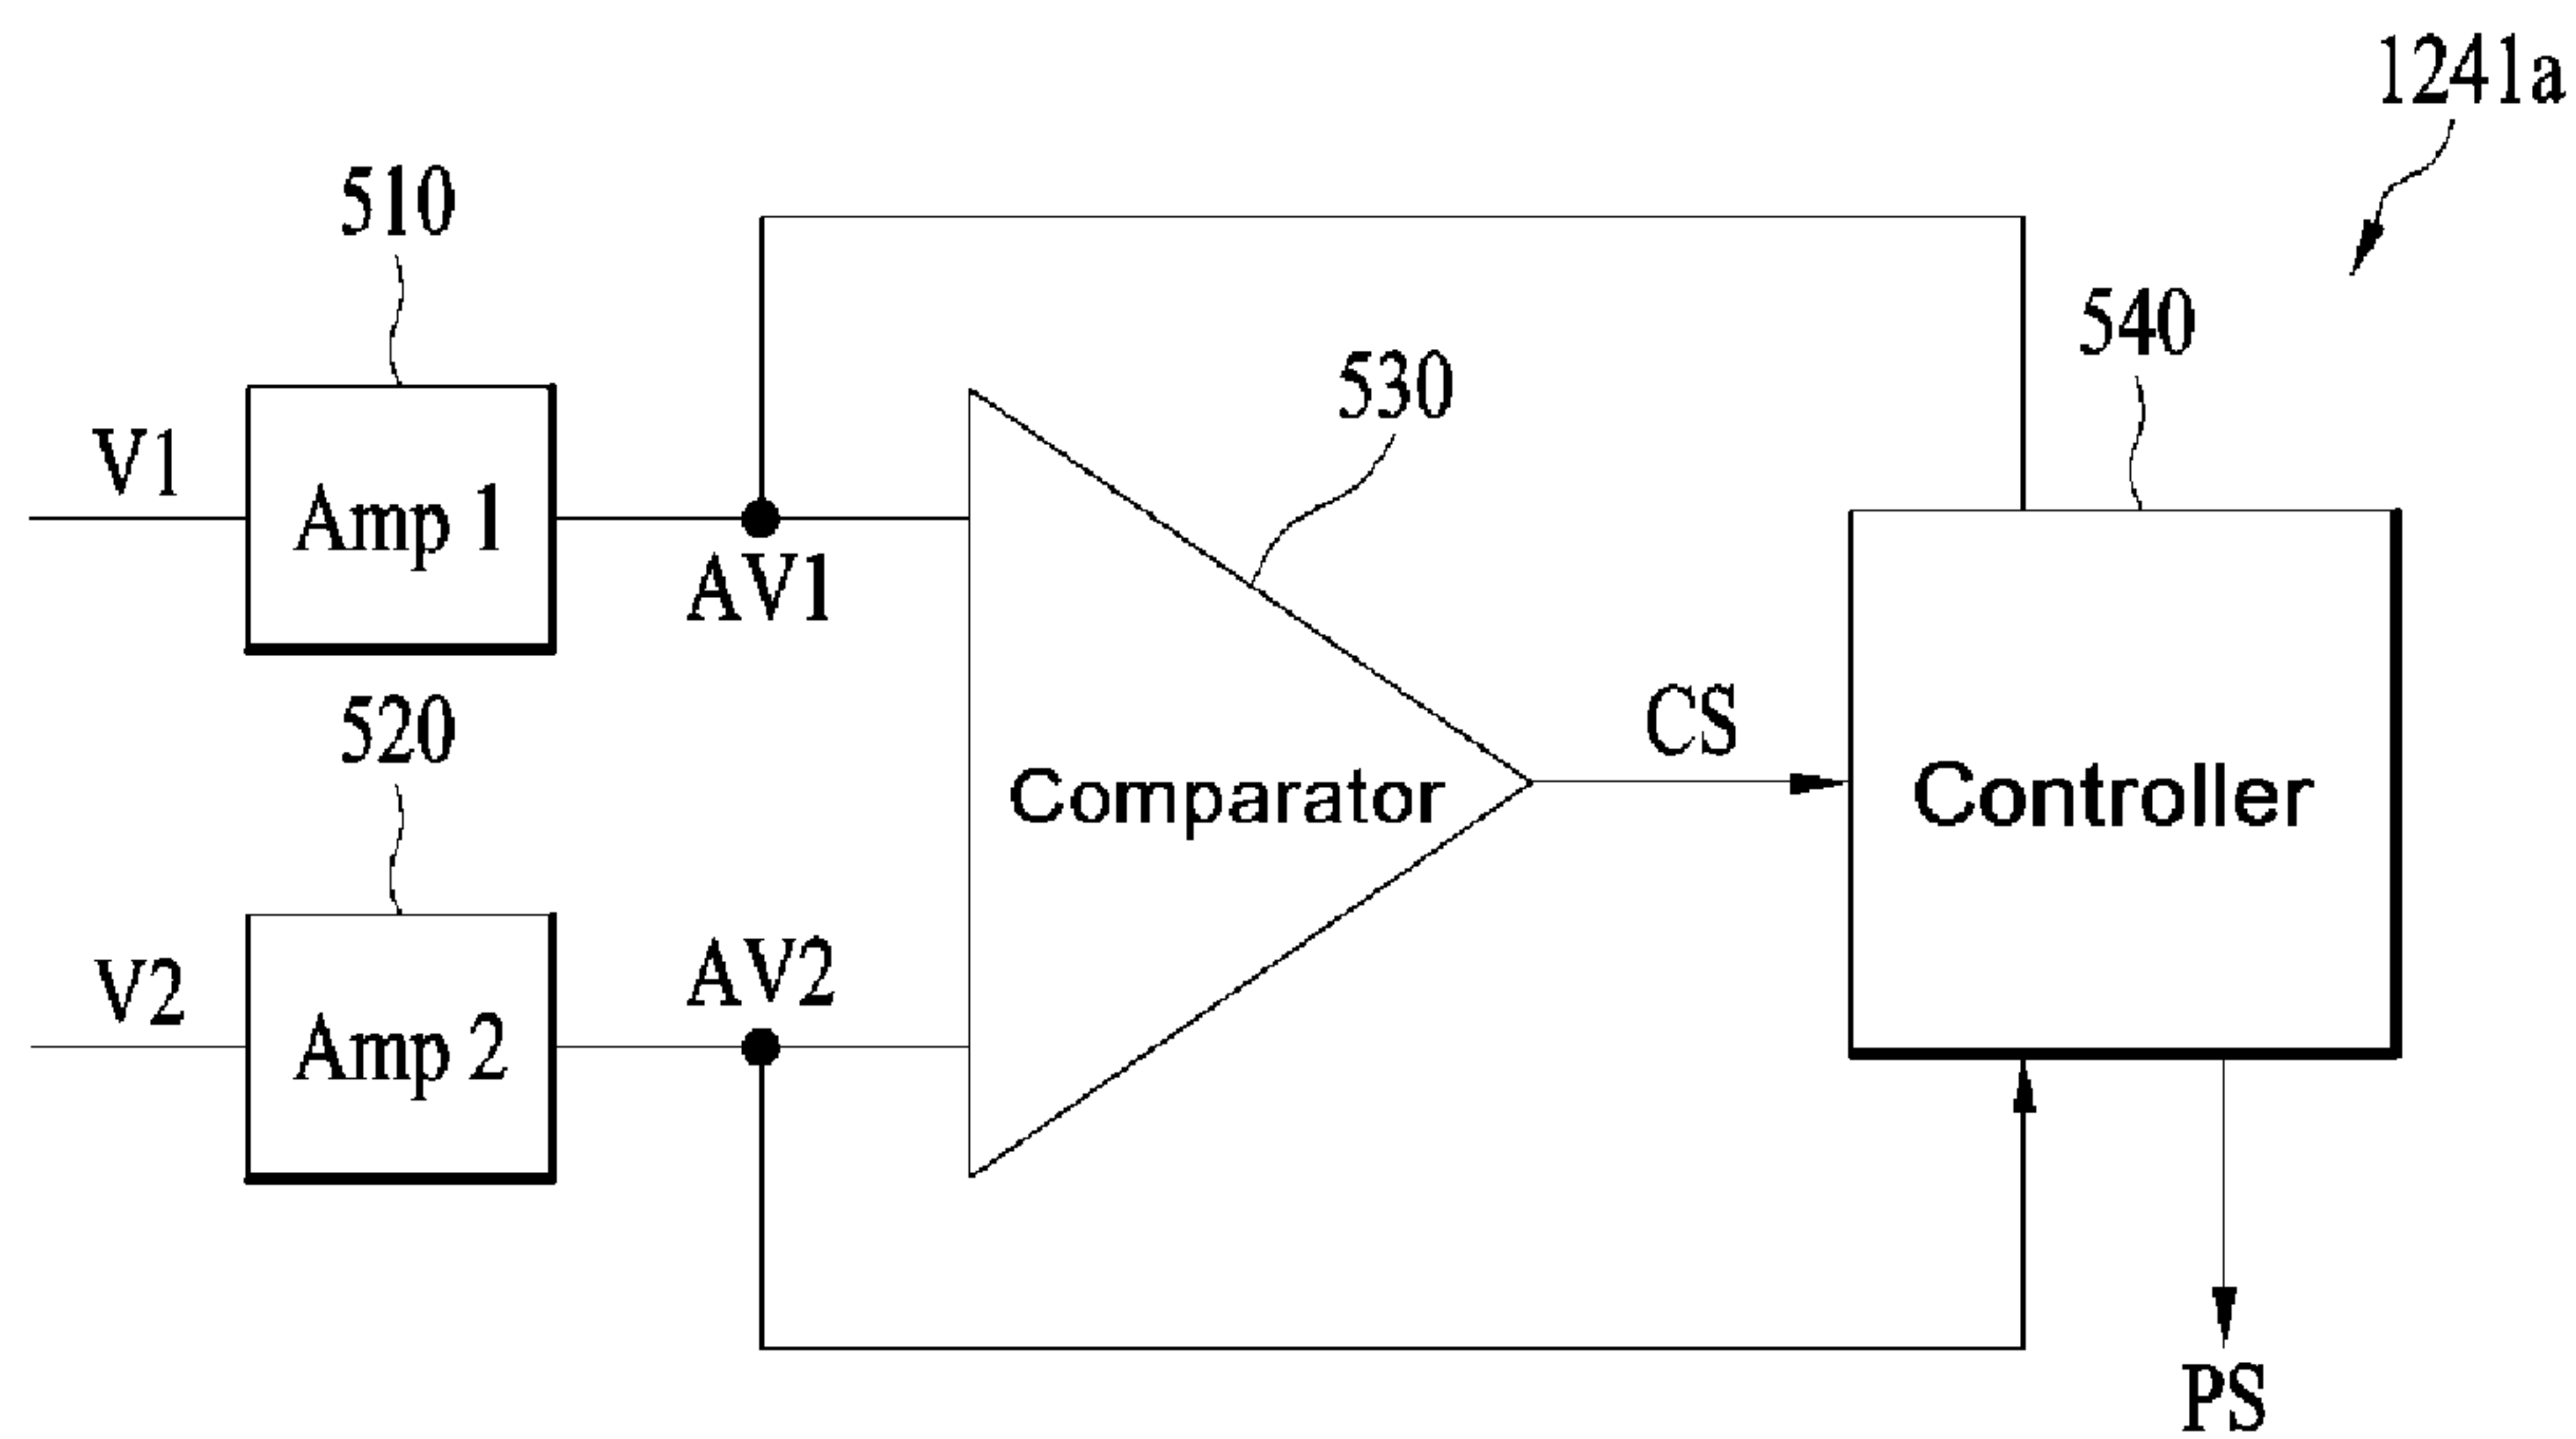 1241a
510
540
530
V1
Amp 1
AV1
520
CS
Comparator
Controller
V2
AV2
Amp 2
PS